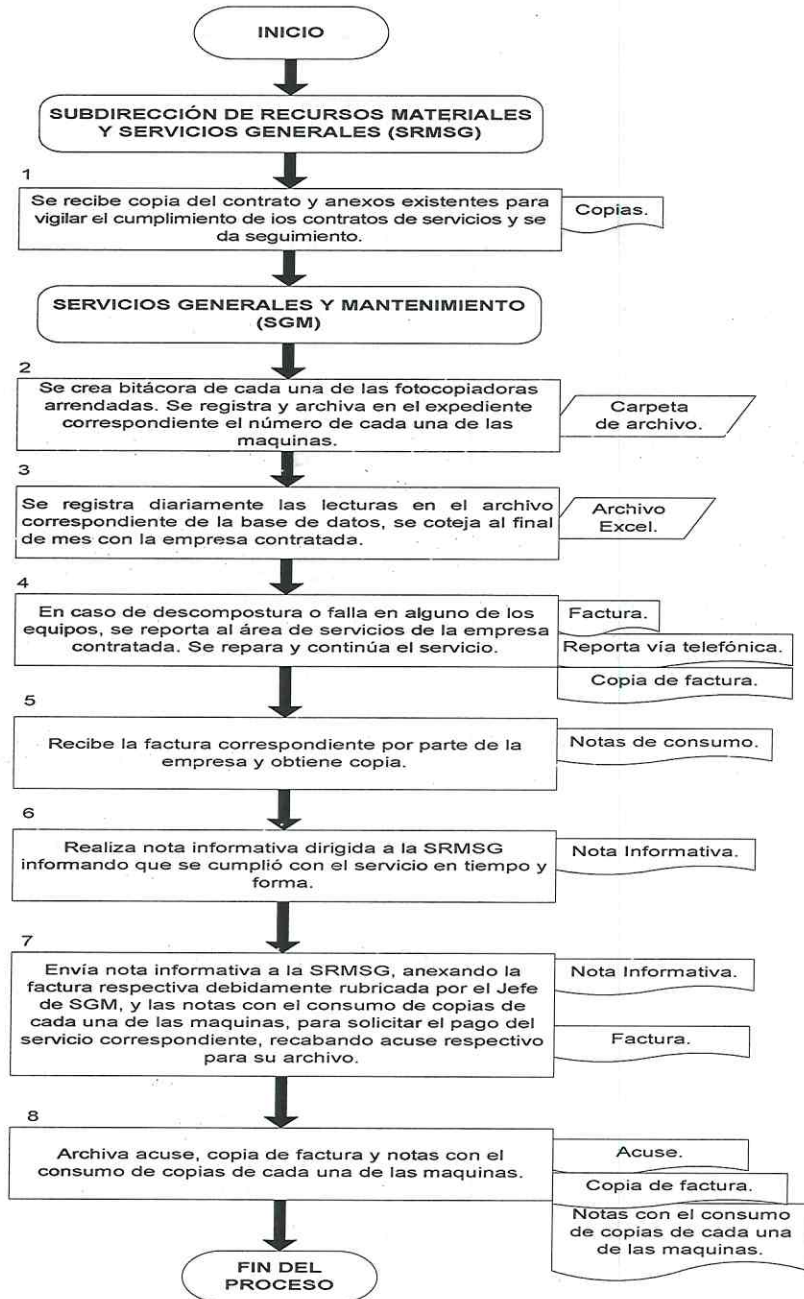 INICIO
SUBDIRECCIÓN DE RECURSOS MATERIALES
Y SERVICIOS GENERALES (SRMSG)
1
Se recibe copia del contrato y anexos existentes para
vigilar el cumplimiento de ios contratos de servicios y se
da seguimiento.
Copias.
SERVICIOS GENERALES Y MANTENIMIENTO
(SGM)
2
Se crea bitácora de cada una de las fotocopiadoras
arrendadas. Se registra y archiva en el expediente
correspondiente el número de cada una de las
maquinas.
Carpeta
de archivo.
3
Se registra diariamente las lecturas en el archivo
correspondiente de la base de datos, se coteja al final
de mes con la empresa contratada.
Archivo
Excel.
4
En caso de descompostura o falla en alguno de los
equipos, se reporta al área de servicios de la empresa
contratada. Se repara y continúa el servicio.
Factura.
Reporta vía telefónica.
Copia de factura.
5
Recibe la factura correspondiente por parte de la
empresa y obtiene copia.
Notas de consumo.
6
Realiza nota informativa dirigida a la SRMSG
informando que se cumplió con el servicio en tiempo y
forma.
Nota Informativa.
7
Envía nota informativa a la SRMSG, anexando la
factura respectiva debidamente rubricada por el Jefe
de SGM, y las notas con el consumo de copias de
cada una de las maquinas, para solicitar el pago del
servicio correspondiente, recabando acuse respectivo
para su archivo.
Nota Informativa.
Factura.
8
Archiva acuse, copia de factura y notas con el
consumo de copias de cada una de las maquinas.
Acuse.
Copia de factura.
Notas con el consumo
de copias de cada una
de las maquinas.
FIN DEL
PROCESO